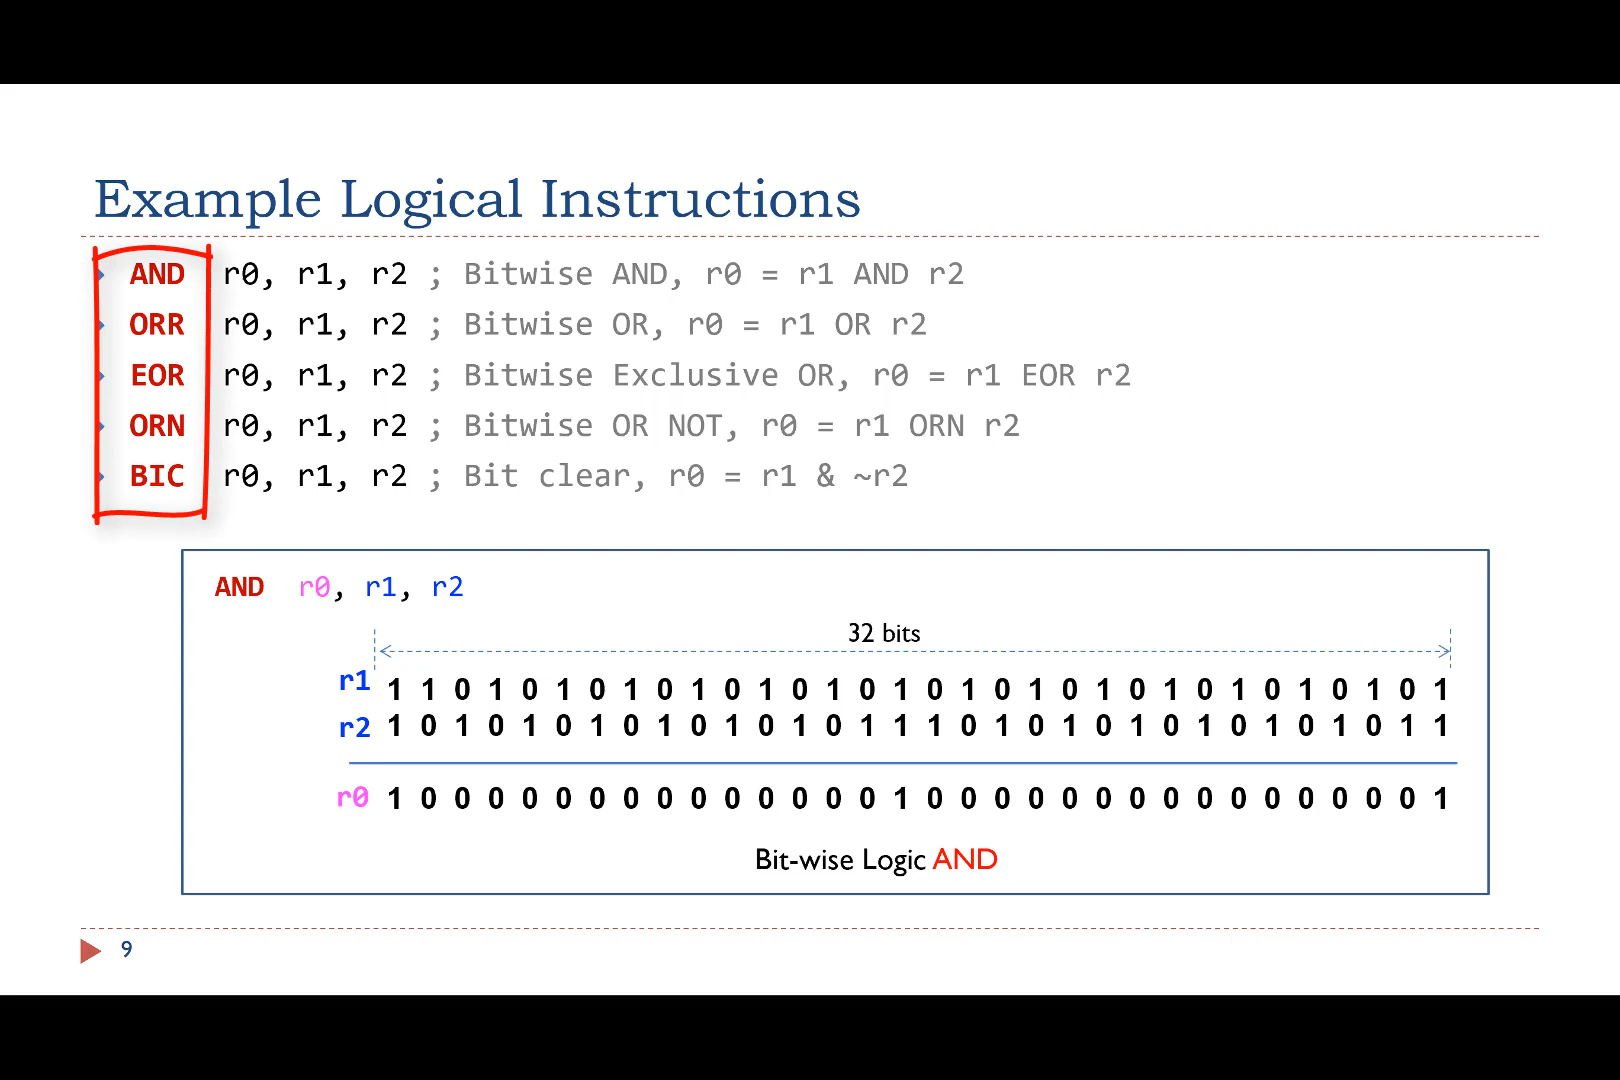 Example Logical Instructions
AND r0, r1, r2 ; Bitwise AND, r0 = r1 AND r2
ORR r0, r1, r2 ; Bitwise OR, r0 = r1 OR r2
EOR r0, r1, r2 ; Bitwise Exclusive OR, r0 = r1 EOR r2
ORN r0, r1, r2 ; Bitwise OR NOT, r0 = r1 ORN r2
BIC r0, r1, r2 ; Bit clear, r0 = r1 & ~r2
AND r0, r1, r2
32 bits
r1 1 1 0 1 0 1 0 1 0 1 0 1 0 1 0 1 0 1 0 1 0 1 0 1 0 1 0 1 0 1 0 1
r2 1 0 1 0 1 0 1 0 1 0 1 0 1 0 1 1 1 0 1 0 1 0 1 0 1 0 1 0 1 0 1 1
r0 1 0 0 0 0 0 0 0 0 0 0 0 0 0 0 1 0 0 0 0 0 0 0 0 0 0 0 0 0 0 0 1
Bit-wise Logic AND
9